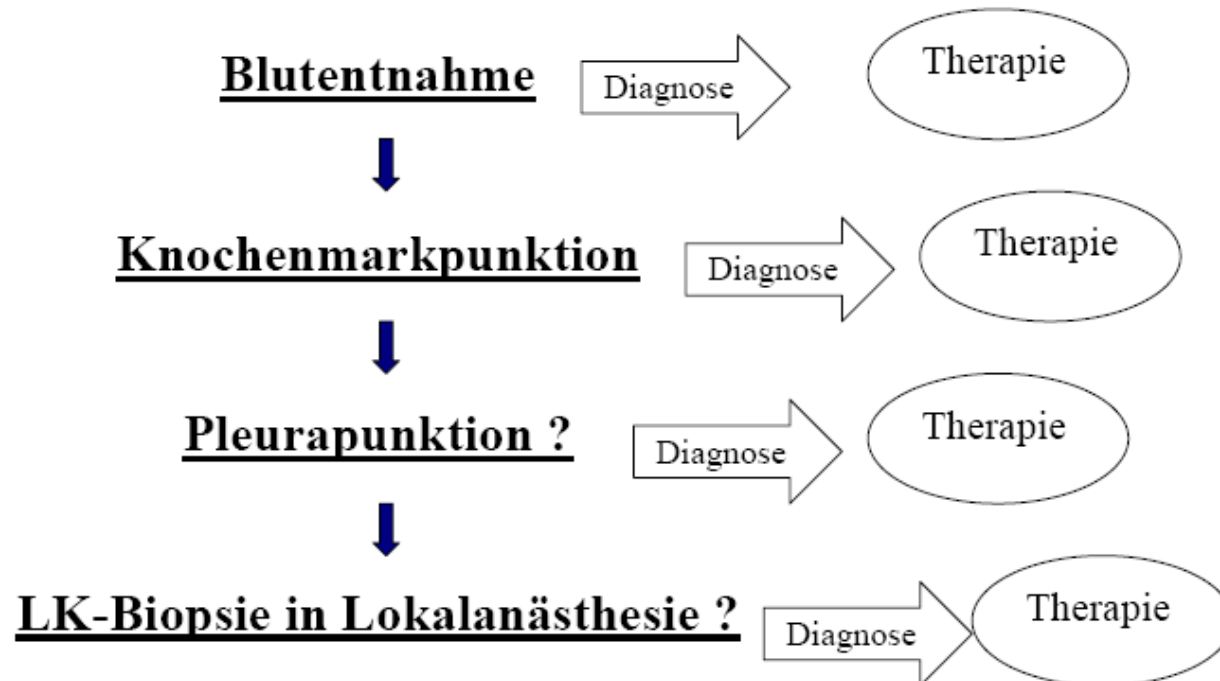 Blutentnahme Diagnose Therapie
Knochenmarkpunktion Diagnose Therapie
Pleurapunktion ? Diagnose Therapie
LK-Biopsie in Lokalanästhesie ? Diagnose Therapie